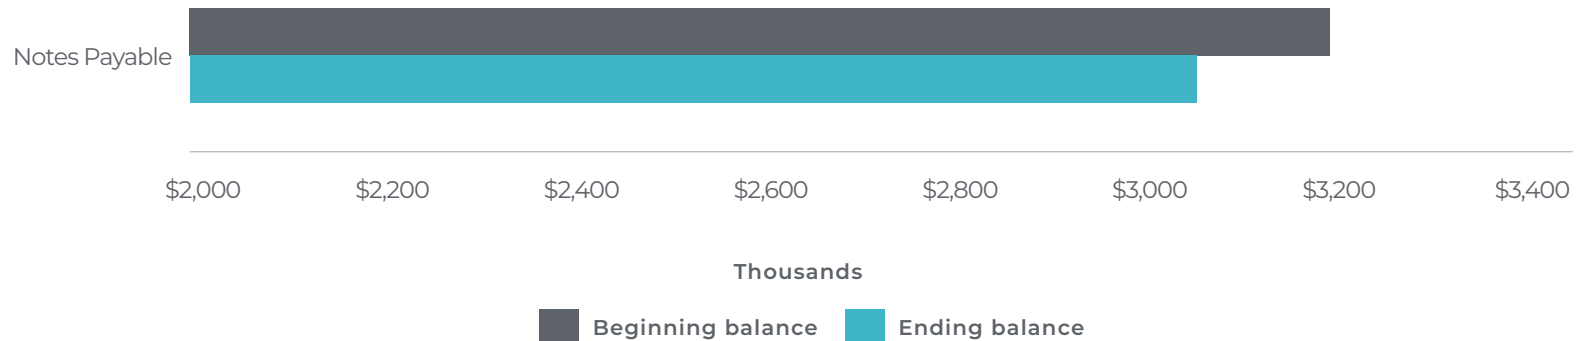 Notes Payable
$2,000 $2,200 $2,400 $2,600 $2,800 $3,000 $3,200 $3,400
Thousands
Beginning balance Ending balance